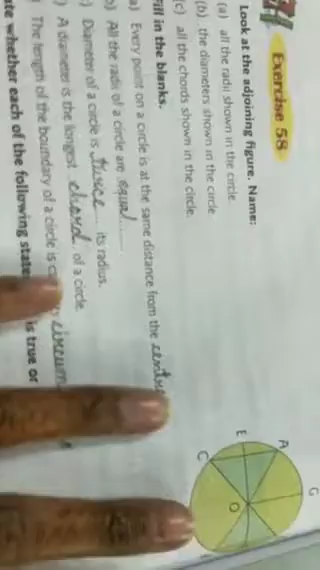 Exercise 58
Look at the adjoining figure. Name:
(a) all the radii shown in the circle.
(b) the diameters shown in the circle.
(c) all the chords shown in the circle.
Fill in the blanks:
a) Every point on a circle is at the same distance from the centre
b) All the radii of a circle are equal
c) Diameter of a circle is twice its radius.
) A diameter is the longest chord of a circle.
The length of the boundary of a circle is circum
ate whether each of the following state is true or
G
A
E
O
C